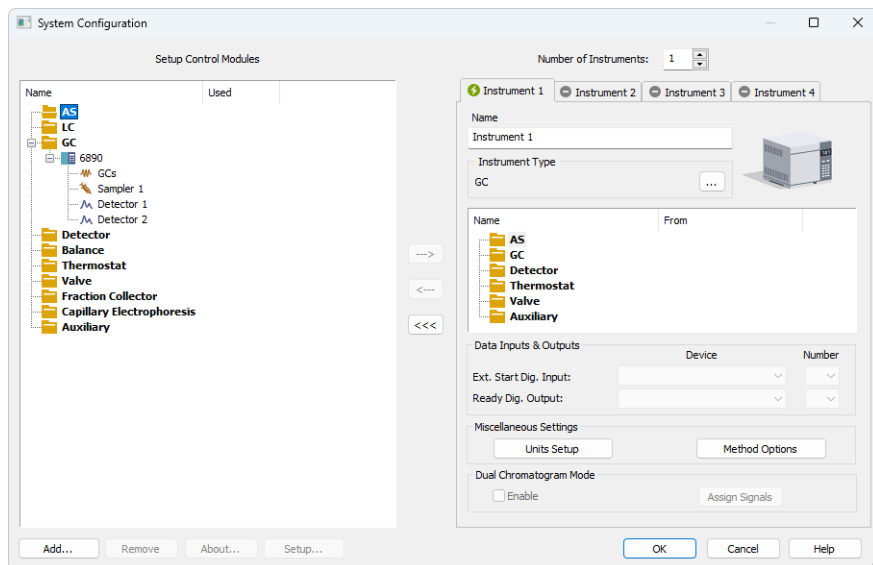 System Configuration
Setup Control Modules
Number of Instruments: 1
Name Used
AS
LC
GC
6890
GCs
Sampler 1
Detector 1
Detector 2
Detector
Balance
Thermostat
Valve
Fraction Collector
Capillary Electrophoresis
Auxiliary
--->
<---
<<<
Instrument 1 Instrument 2 Instrument 3 Instrument 4
Name
Instrument 1
Instrument Type
GC ...
Name From
AS
GC
Detector
Thermostat
Valve
Auxiliary
Data Inputs & Outputs
Device Number
Ext. Start Dig. Input:
Ready Dig. Output:
Miscellaneous Settings
Units Setup Method Options
Dual Chromatogram Mode
Enable Assign Signals
Add... Remove About... Setup... OK Cancel Help